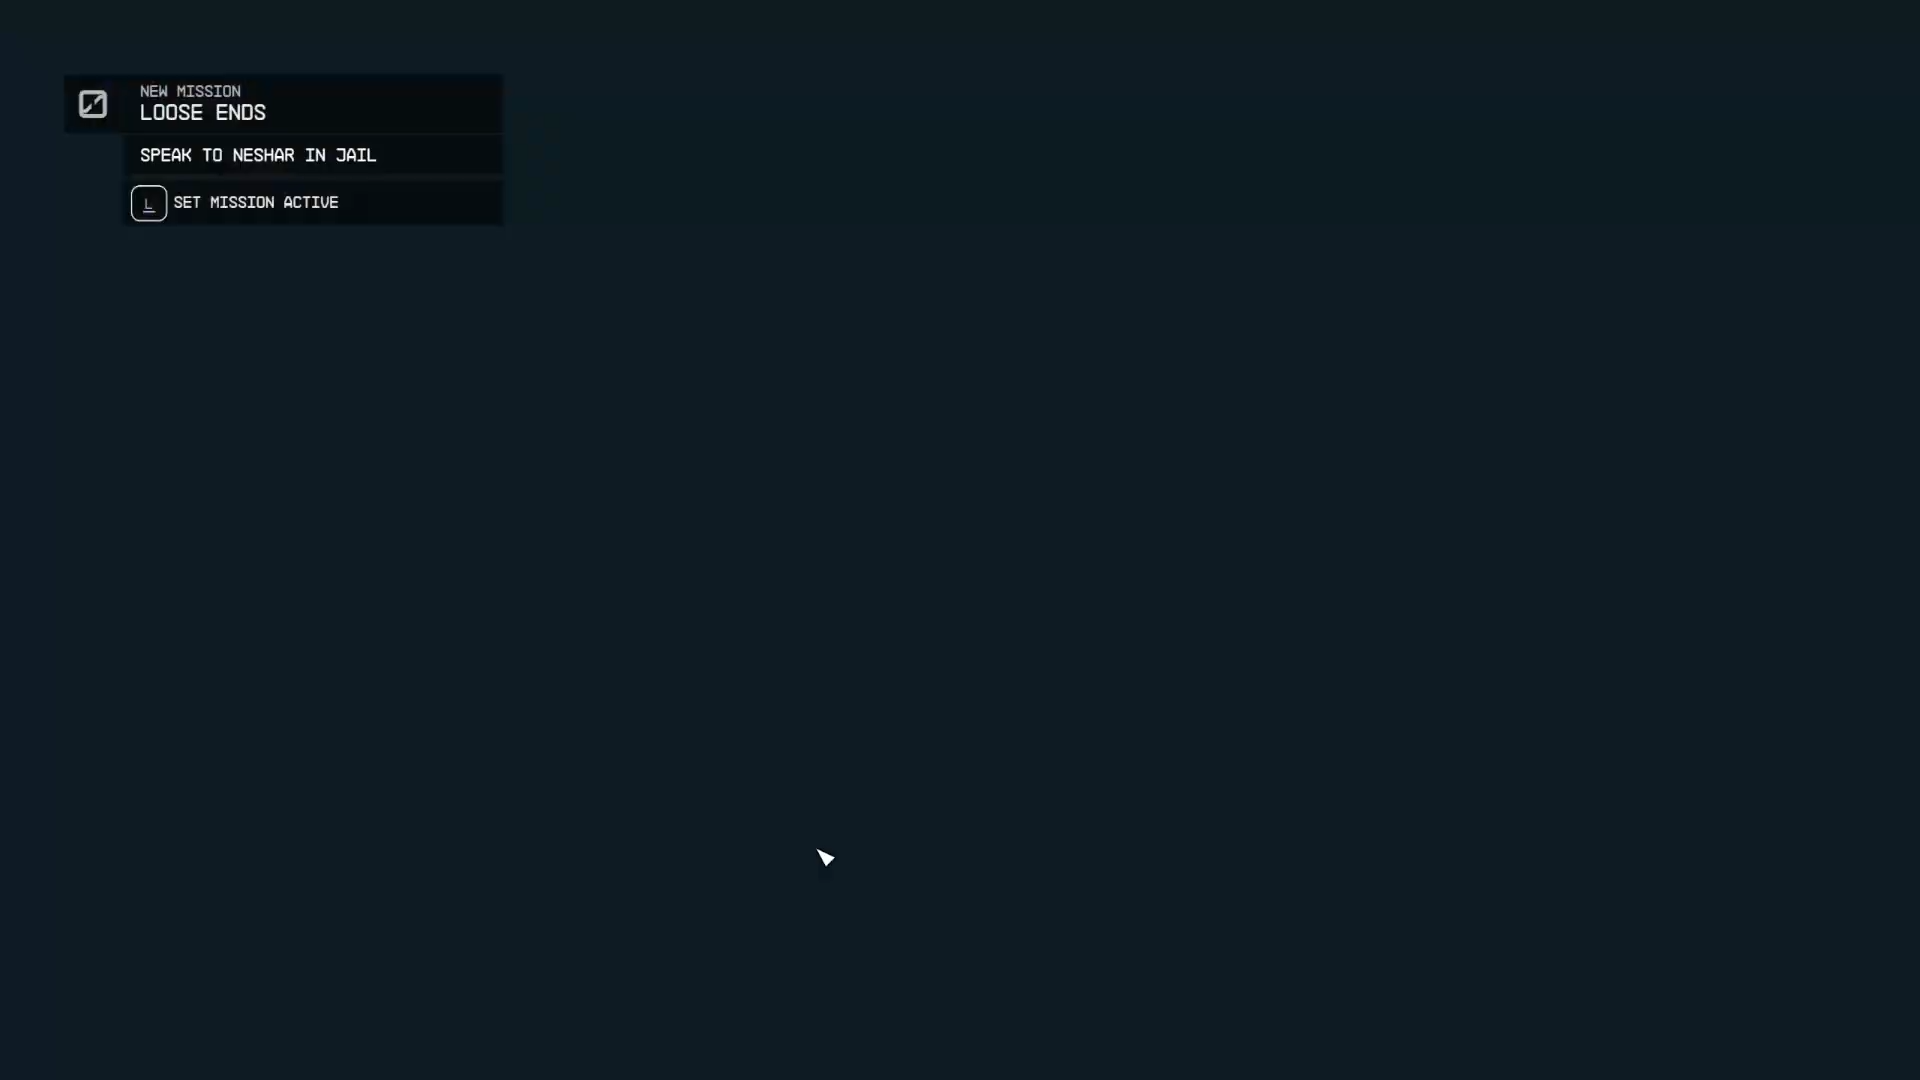 NEW MISSION
LOOSE ENDS
SPEAK TO NESHAR IN JAIL
L SET MISSION ACTIVE